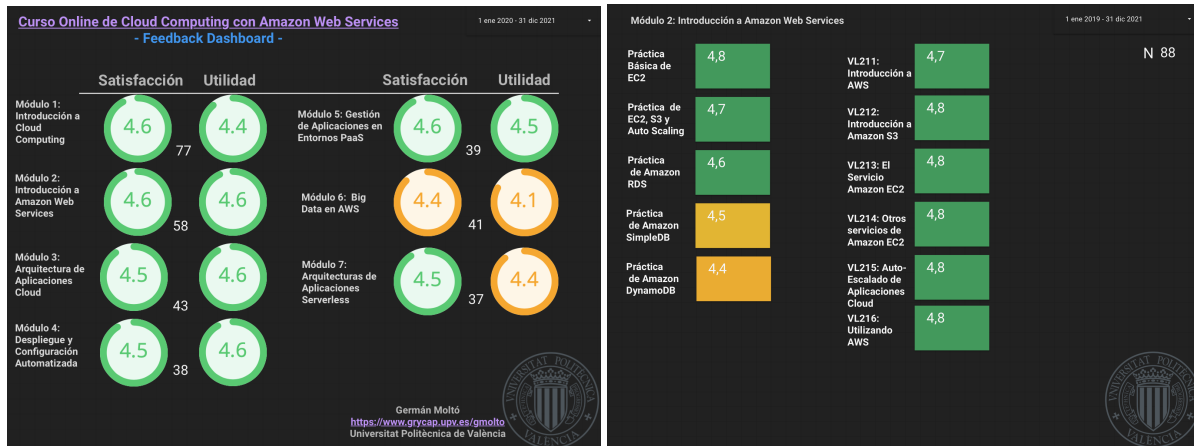 Curso Online de Cloud Computing con Amazon Web Services
- Feedback Dashboard -
1 ene 2020 - 31 dic 2021
Satisfacción Utilidad
Satisfacción Utilidad
Módulo 1:
Introducción a
Cloud
Computing
4.6
77
4.4
Módulo 2:
Introducción a
Amazon Web
Services
4.6
58
4.6
Módulo 3:
Arquitectura de
Aplicaciones
Cloud
4.5
43
4.6
Módulo 4:
Despliegue y
Configuración
Automatizada
4.5
38
4.6
Módulo 5: Gestión
de Aplicaciones en
Entornos PaaS
4.6
39
4.5
Módulo 6: Big
Data en AWS
4.4
41
4.1
Módulo 7:
Arquitecturas de
Aplicaciones
Serverless
4.5
37
4.4
Germán Moltó
https://www.grycap.upv.es/gmolto
Universitat Politècnica de València
UNIVERSITAT POLITÈCNICA
DE VALÈNCIA
Módulo 2: Introducción a Amazon Web Services
1 ene 2019 - 31 dic 2021
N 88
Práctica
Básica de
EC2
4,8
Práctica de
EC2, S3 y
Auto Scaling
4,7
Práctica
de Amazon
RDS
4,6
Práctica
de Amazon
SimpleDB
4,5
Práctica
de Amazon
DynamoDB
4,4
VL211:
Introducción a
AWS
4,7
VL212:
Introducción a
Amazon S3
4,8
VL213: El
Servicio
Amazon EC2
4,8
VL214: Otros
servicios de
Amazon EC2
4,8
VL215: Auto-
Escalado de
Aplicaciones
Cloud
4,8
VL216:
Utilizando
AWS
4,8
UNIVERSITAT POLITÈCNICA
DE VALÈNCIA